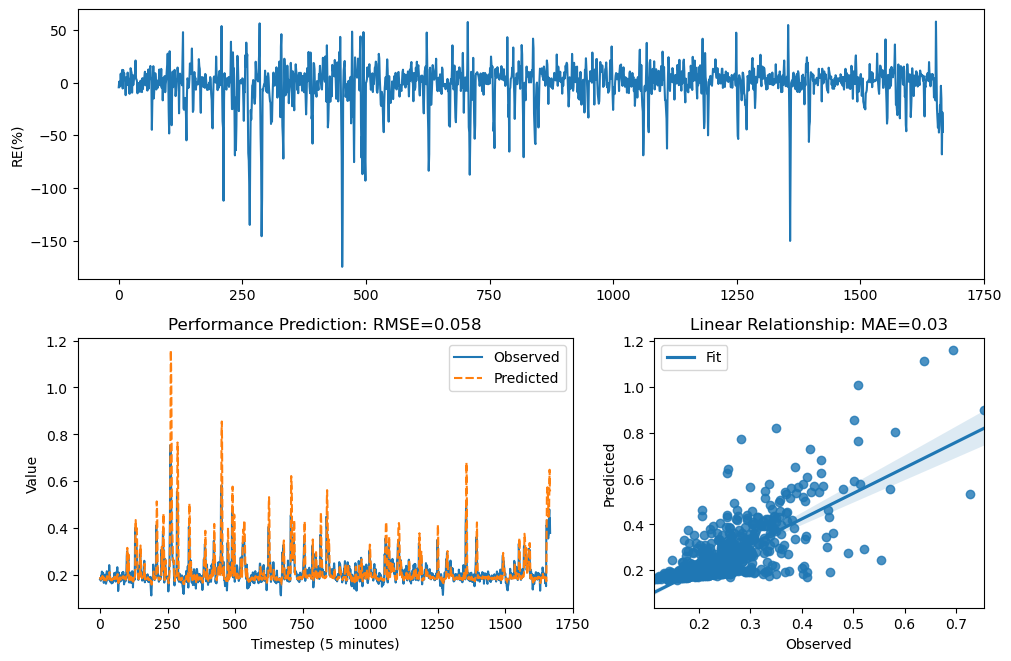 50
0
−50
−100
−150
RE(%)
0 250 500 750 1000 1250 1500 1750
Performance Prediction: RMSE=0.058
1.2
1.0
0.8
0.6
0.4
0.2
Value
Observed
Predicted
0 250 500 750 1000 1250 1500 1750
Timestep (5 minutes)
Linear Relationship: MAE=0.03
1.2
1.0
0.8
0.6
0.4
0.2
Predicted
Fit
0.2 0.3 0.4 0.5 0.6 0.7
Observed